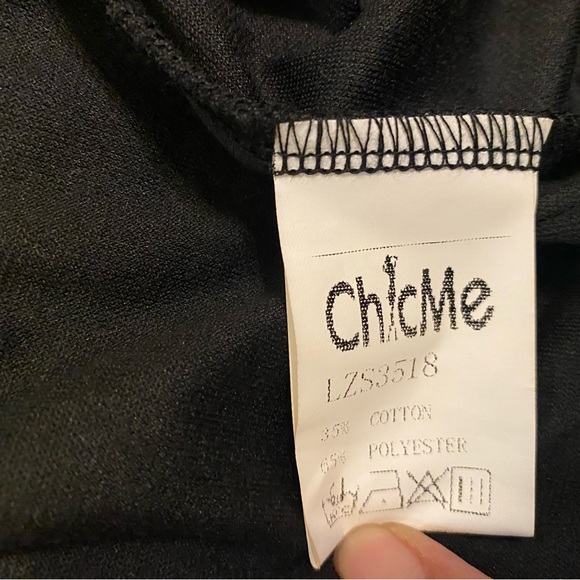 ChicMe
LZS3518
35% COTTON
65% POLYESTER